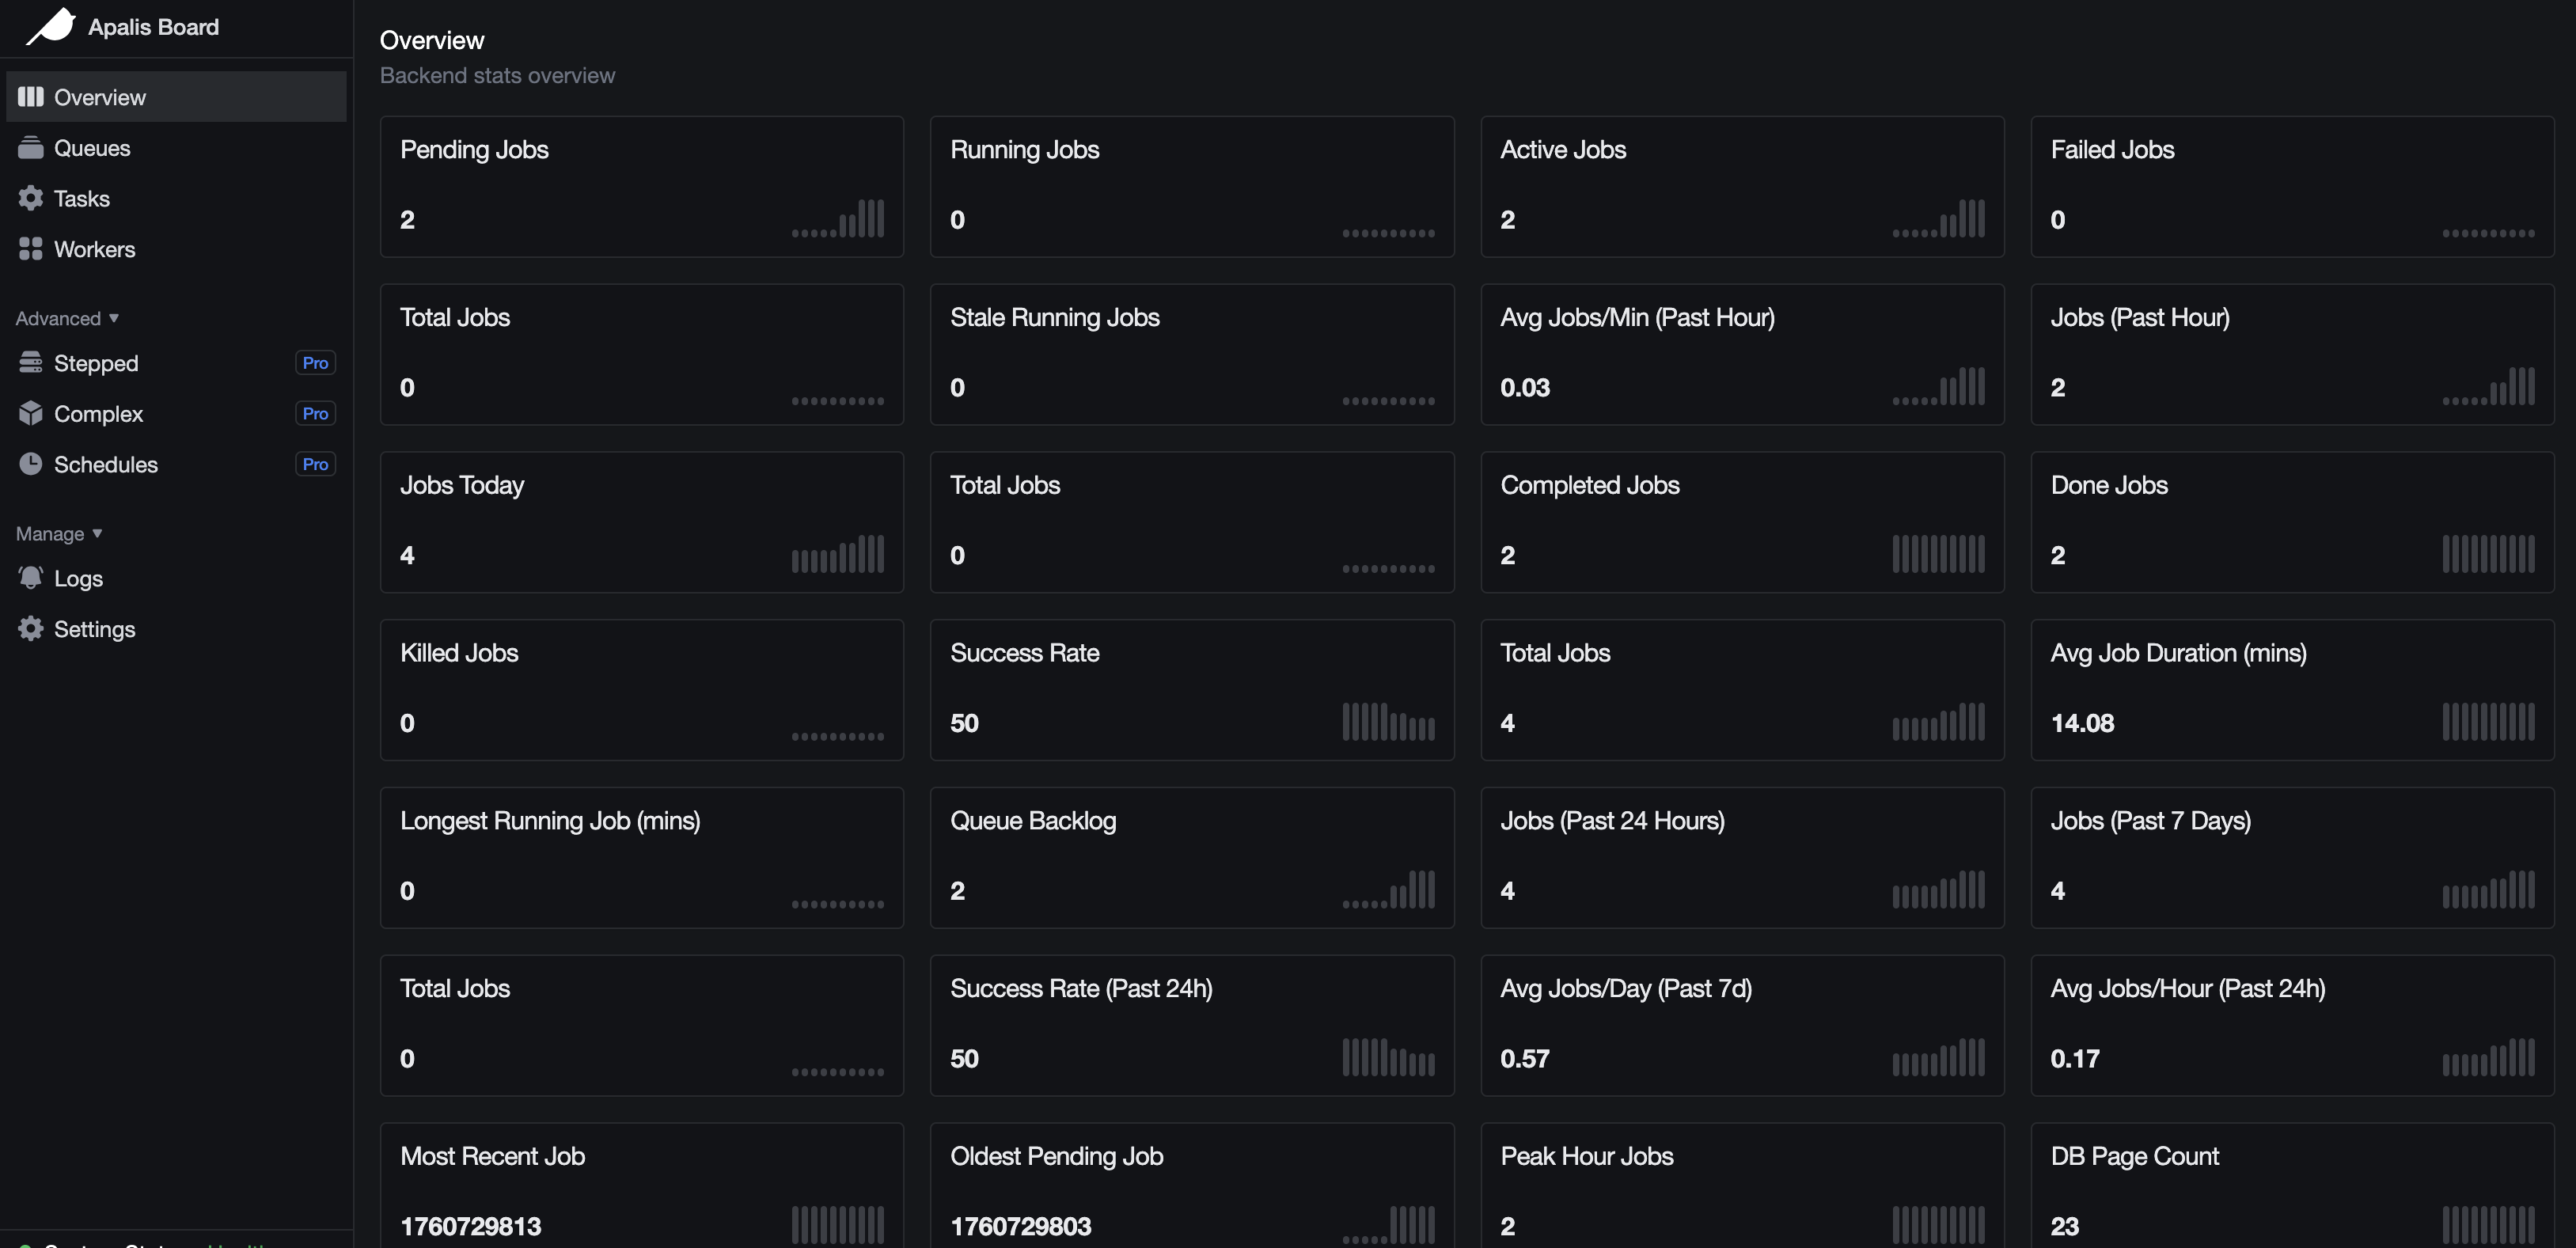 Apalis Board
Overview
Queues
Tasks
Workers
Advanced ▾
Stepped Pro
Complex Pro
Schedules Pro
Manage ▾
Logs
Settings
Overview
Backend stats overview
Pending Jobs
2
Running Jobs
0
Active Jobs
2
Failed Jobs
0
Total Jobs
0
Stale Running Jobs
0
Avg Jobs/Min (Past Hour)
0.03
Jobs (Past Hour)
2
Jobs Today
4
Total Jobs
0
Completed Jobs
2
Done Jobs
2
Killed Jobs
0
Success Rate
50
Total Jobs
4
Avg Job Duration (mins)
14.08
Longest Running Job (mins)
0
Queue Backlog
2
Jobs (Past 24 Hours)
4
Jobs (Past 7 Days)
4
Total Jobs
0
Success Rate (Past 24h)
50
Avg Jobs/Day (Past 7d)
0.57
Avg Jobs/Hour (Past 24h)
0.17
Most Recent Job
1760729813
Oldest Pending Job
1760729803
Peak Hour Jobs
2
DB Page Count
23